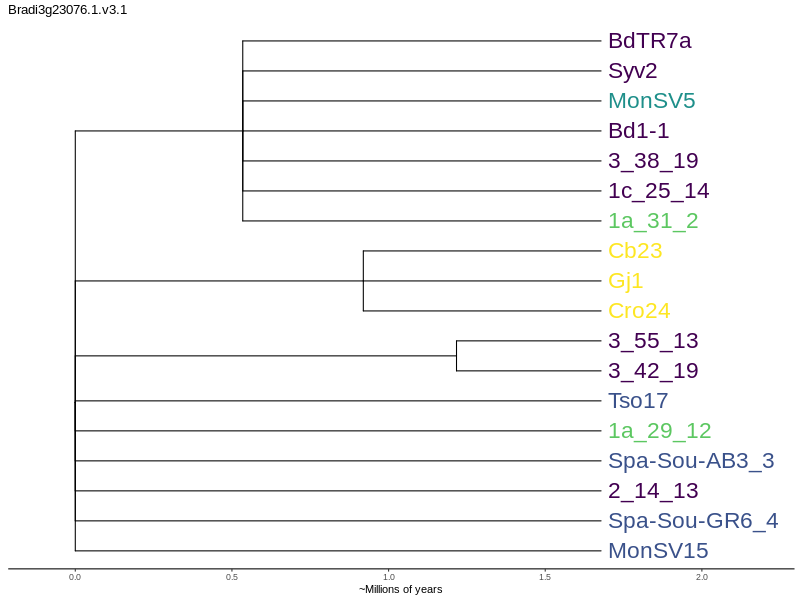 Bradi3g23076.1.v3.1
BdTR7a
Syv2
MonSV5
Bd1-1
3_38_19
1c_25_14
1a_31_2
Cb23
Gj1
Cro24
3_55_13
3_42_19
Tso17
1a_29_12
Spa-Sou-AB3_3
2_14_13
Spa-Sou-GR6_4
MonSV15
0.0 0.5 1.0 1.5 2.0
~Millions of years